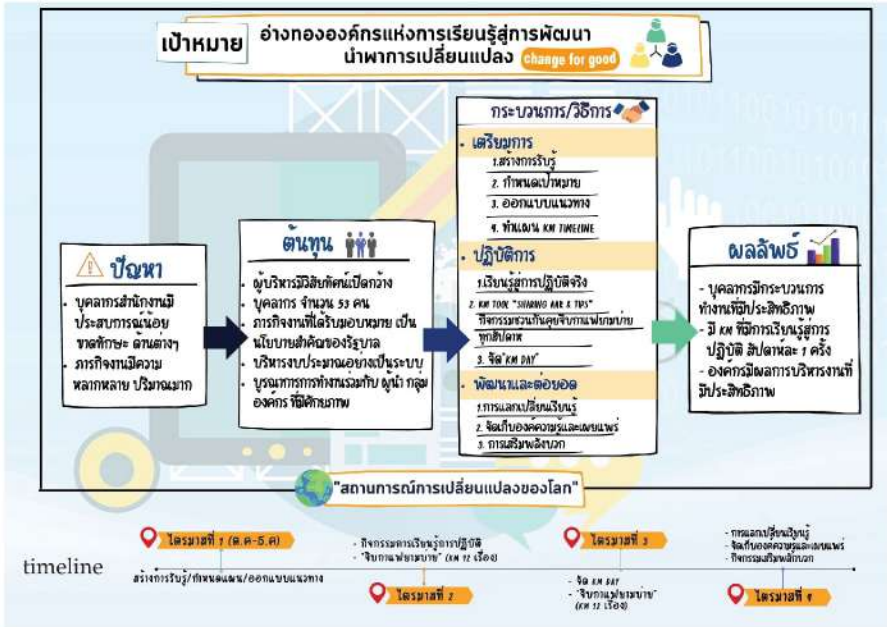 เป้าหมาย
อ่างทององค์กรแห่งการเรียนรู้สู่การพัฒนา
นำพาการเปลี่ยนแปลง change for good
ปัญหา
• บุคลากรสำนักงานมี
ประสบการณ์น้อย
ขาดทักษะ ด้านต่างๆ
• ภารกิจงานมีความ
หลากหลาย ปริมาณมาก
ต้นทุน
• ผู้บริหารมีวิสัยทัศน์เปิดกว้าง
• บุคลากร จำนวน 53 คน
• ภารกิจงานที่ได้รับมอบหมาย เป็น
นโยบายสำคัญของรัฐบาล
• บริหารงบประมาณอย่างเป็นระบบ
• บูรณาการการทำงานร่วมกับ ผู้นำ กลุ่ม
องค์กร ที่มีศักยภาพ
กระบวนการ/วิธีการ
• เตรียมการ
1.สร้างการรับรู้
2. กำหนดเป้าหมาย
3. ออกแบบแนวทาง
4. ทำแผน KM TIMELINE
• ปฏิบัติการ
1.เรียนรู้สู่การปฏิบัติจริง
2. KM TOOL "SHARING AAR & TIPS"
กิจกรรมชวนกันคุยจิบกาแฟยามบ่าย
ทุกสัปดาห์
3. จัด"KM DAY"
• พัฒนาและต่อยอด
1.การแลกเปลี่ยนเรียนรู้
2. จัดเก็บองค์ความรู้และเผยแพร่
3. การเสริมพลังบวก
ผลลัพธ์
- บุคลากรมีกระบวนการ
ทำงานที่มีประสิทธิภาพ
- มี KM ที่มีการเรียนรู้สู่การ
ปฏิบัติ สัปดาห์ละ 1 ครั้ง
- องค์กรมีผลการบริหารงานที่
มีประสิทธิภาพ
"สถานการณ์การเปลี่ยนแปลงของโลก"
timeline
ไตรมาสที่ 1 (ต.ค-ธ.ค)
สร้างการรับรู้/กำหนดแผน/ออกแบบแนวทาง
- กิจกรรมการเรียนรู้การปฏิบัติ
- "จิบกาแฟยามบ่าย" (KM 12 เรื่อง)
ไตรมาสที่ 2
ไตรมาสที่ 3
- จัด KM DAY
- "จิบกาแฟยามบ่าย"
(KM 12 เรื่อง)
- การแลกเปลี่ยนเรียนรู้
- จัดเก็บองค์ความรู้และเผยแพร่
- กิจกรรมเสริมพลังบวก
ไตรมาสที่ 4